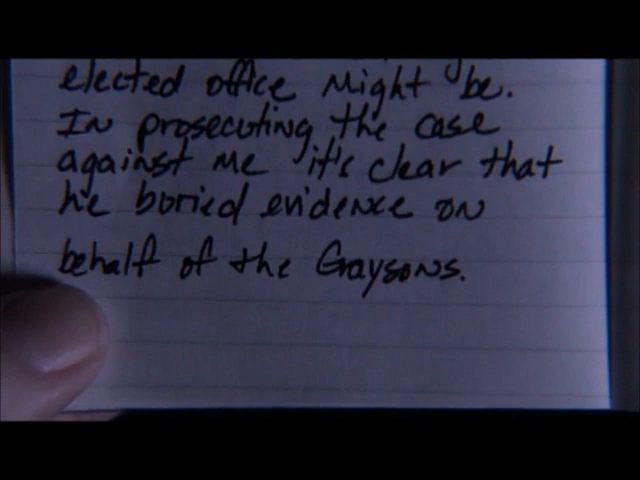 elected office might be.
In prosecuting the case
against me it's clear that
he buried evidence on
behalf of the Graysons.